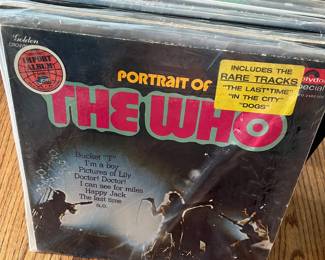 Golden
IMPORT
ALBUM
PORTRAIT OF
THE WHO
INCLUDES THE
RARE TRACKS
"THE LAST TIME"
"IN THE CITY"
"DOGS"
Bucket "T"
I'm a boy
Pictures of Lily
Doctor! Doctor!
I can see for miles
Happy Jack
The last time
a.o.